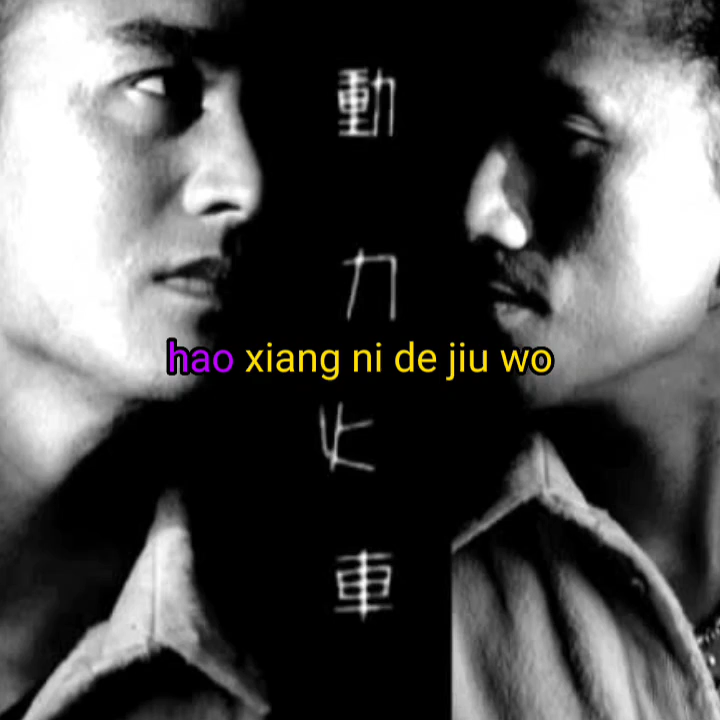 動
力
hao xiang ni de jiu wo
火
車